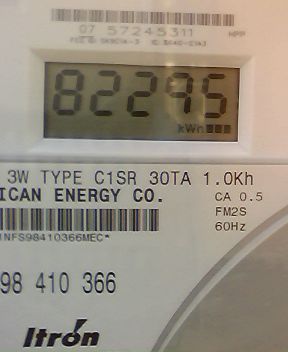 07 57245311
82295
kWh
3W TYPE C1SR 30TA 1.0Kh
ICAN ENERGY CO.
CA 0.5
FM2S
60Hz
98 410 366
Itron